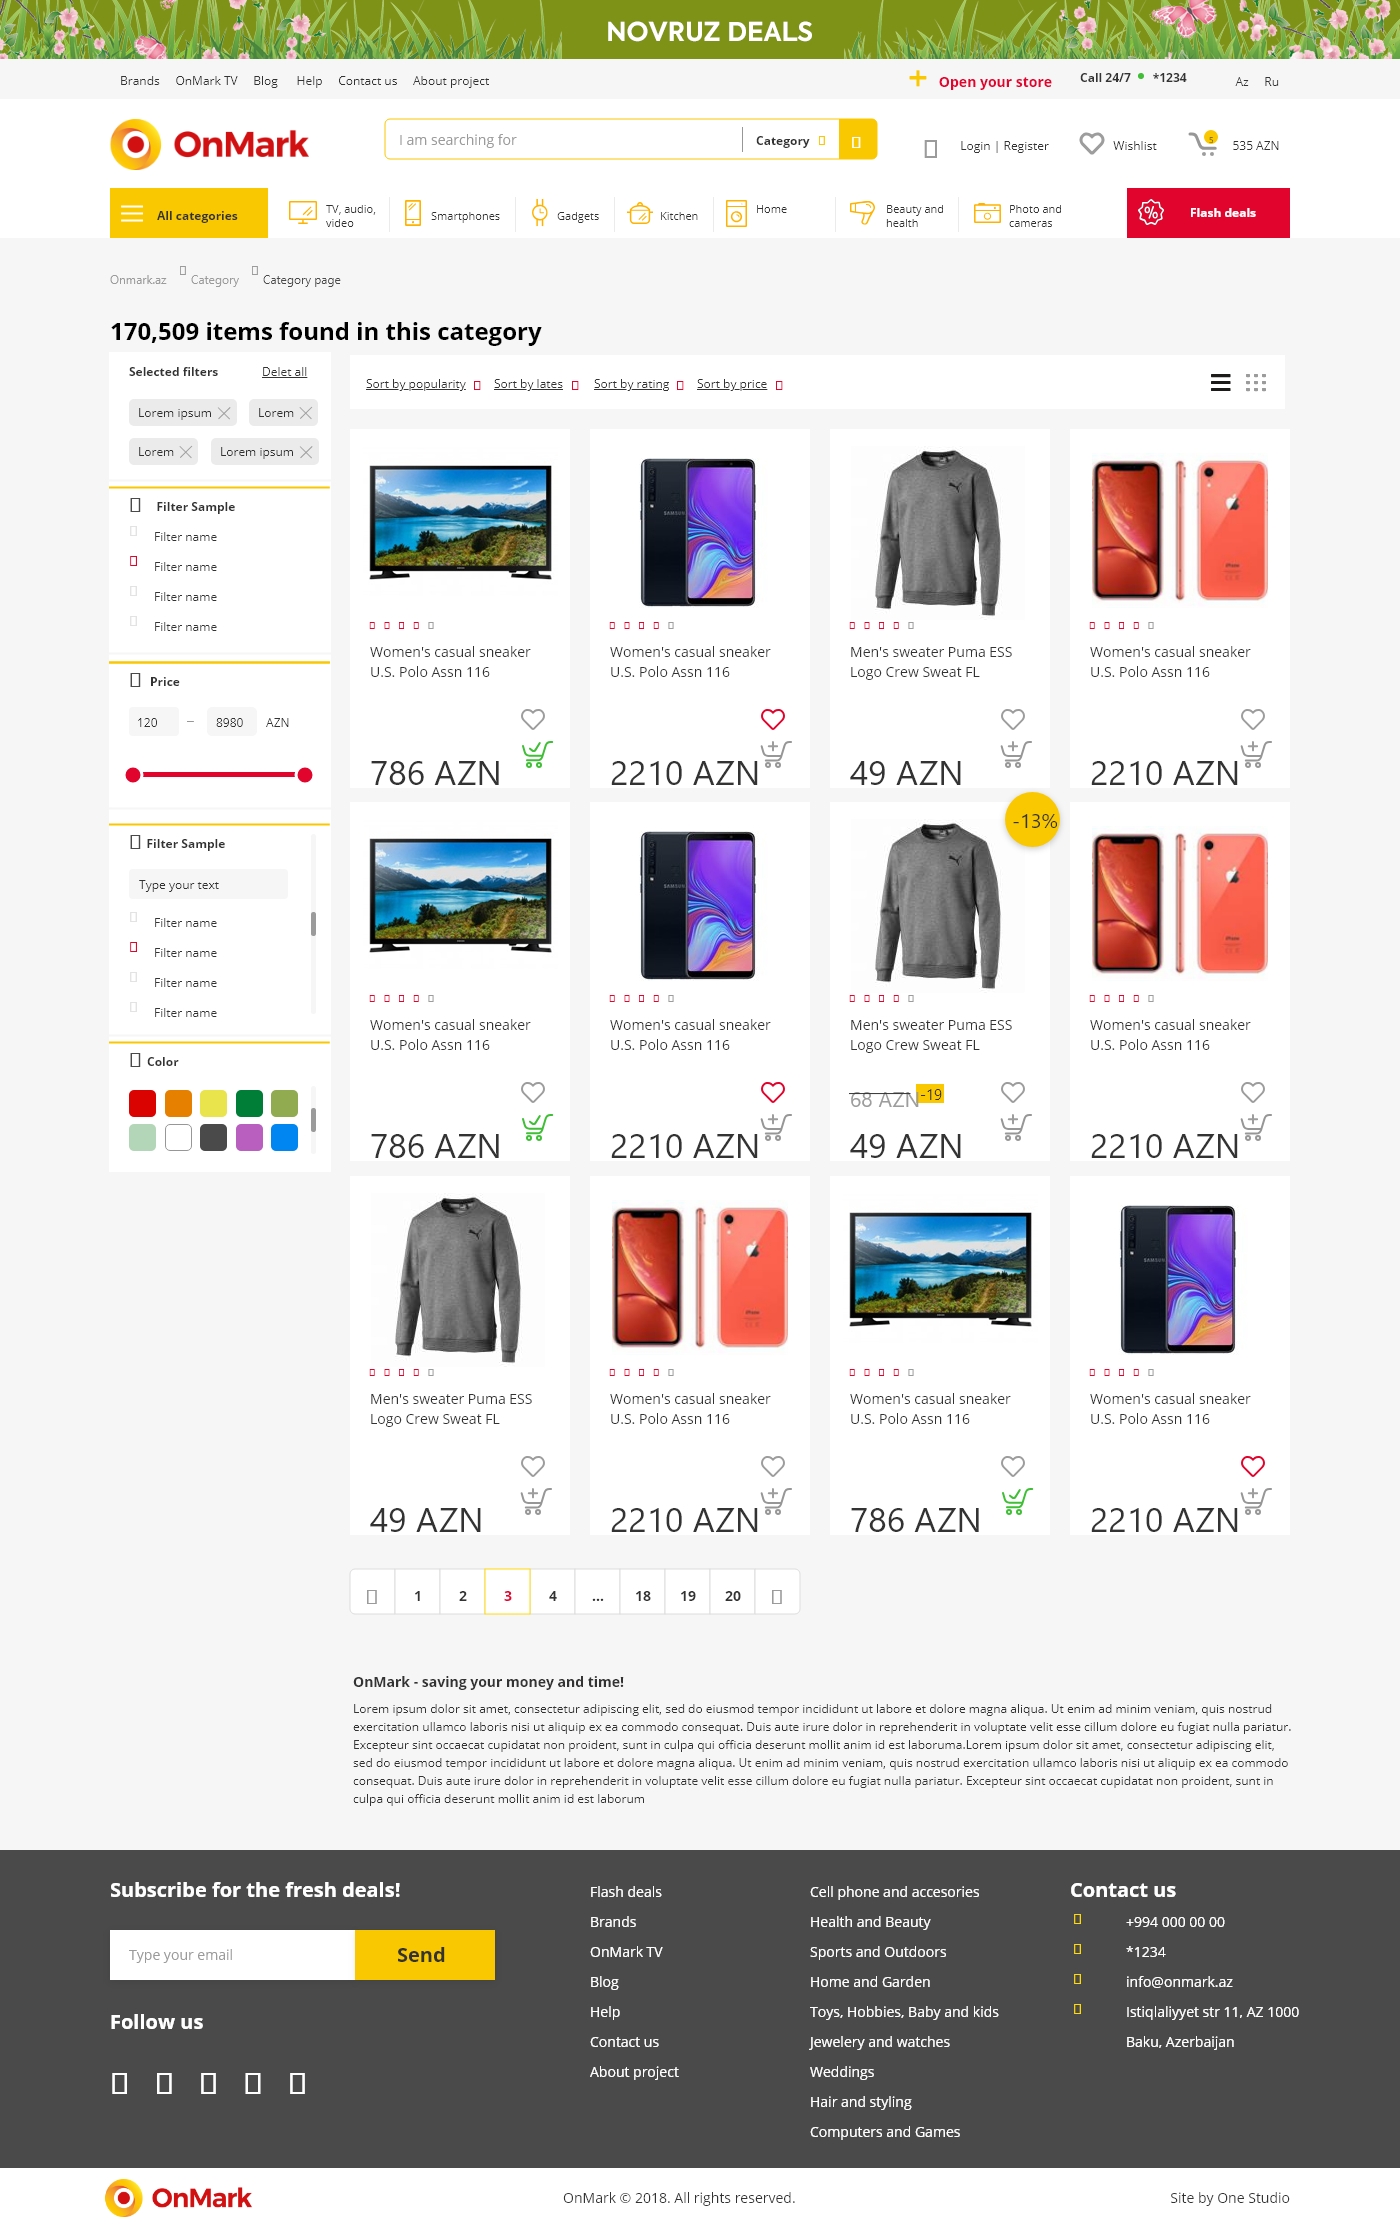 NOVRUZ DEALS
Brands OnMark TV Blog Help Contact us About project
Open your store Call 24/7 *1234 Az Ru
OnMark
I am searching for Category
Login | Register Wishlist 5 535 AZN
All categories
TV, audio,
video
Smartphones
Gadgets
Kitchen
Home
Beauty and
health
Photo and
cameras
Flash deals
Onmark.az Category Category page
170,509 items found in this category
Selected filters Delet all
Lorem ipsum Lorem
Lorem Lorem ipsum
Filter Sample
Filter name
Filter name
Filter name
Filter name
Price
120 – 8980 AZN
Filter Sample
Type your text
Filter name
Filter name
Filter name
Filter name
Color
Sort by popularity Sort by lates Sort by rating Sort by price
Women's casual sneaker
U.S. Polo Assn 116
786 AZN
SAMSUNG
Women's casual sneaker
U.S. Polo Assn 116
2210 AZN
Men's sweater Puma ESS
Logo Crew Sweat FL
49 AZN
iPhone
Women's casual sneaker
U.S. Polo Assn 116
2210 AZN
Women's casual sneaker
U.S. Polo Assn 116
786 AZN
SAMSUNG
Women's casual sneaker
U.S. Polo Assn 116
2210 AZN
-13%
Men's sweater Puma ESS
Logo Crew Sweat FL
68 AZN -19
49 AZN
iPhone
Women's casual sneaker
U.S. Polo Assn 116
2210 AZN
Men's sweater Puma ESS
Logo Crew Sweat FL
49 AZN
iPhone
Women's casual sneaker
U.S. Polo Assn 116
2210 AZN
Women's casual sneaker
U.S. Polo Assn 116
786 AZN
SAMSUNG
Women's casual sneaker
U.S. Polo Assn 116
2210 AZN
1 2 3 4 ... 18 19 20
OnMark - saving your money and time!
Lorem ipsum dolor sit amet, consectetur adipiscing elit, sed do eiusmod tempor incididunt ut labore et dolore magna aliqua. Ut enim ad minim veniam, quis nostrud
exercitation ullamco laboris nisi ut aliquip ex ea commodo consequat. Duis aute irure dolor in reprehenderit in voluptate velit esse cillum dolore eu fugiat nulla pariatur.
Excepteur sint occaecat cupidatat non proident, sunt in culpa qui officia deserunt mollit anim id est laboruma.Lorem ipsum dolor sit amet, consectetur adipiscing elit,
sed do eiusmod tempor incididunt ut labore et dolore magna aliqua. Ut enim ad minim veniam, quis nostrud exercitation ullamco laboris nisi ut aliquip ex ea commodo
consequat. Duis aute irure dolor in reprehenderit in voluptate velit esse cillum dolore eu fugiat nulla pariatur. Excepteur sint occaecat cupidatat non proident, sunt in
culpa qui officia deserunt mollit anim id est laborum
Subscribe for the fresh deals!
Type your email Send
Follow us
Flash deals
Brands
OnMark TV
Blog
Help
Contact us
About project
Cell phone and accesories
Health and Beauty
Sports and Outdoors
Home and Garden
Toys, Hobbies, Baby and kids
Jewelery and watches
Weddings
Hair and styling
Computers and Games
Contact us
+994 000 00 00
*1234
info@onmark.az
Istiqlaliyyet str 11, AZ 1000
Baku, Azerbaijan
OnMark
OnMark © 2018. All rights reserved.
Site by One Studio